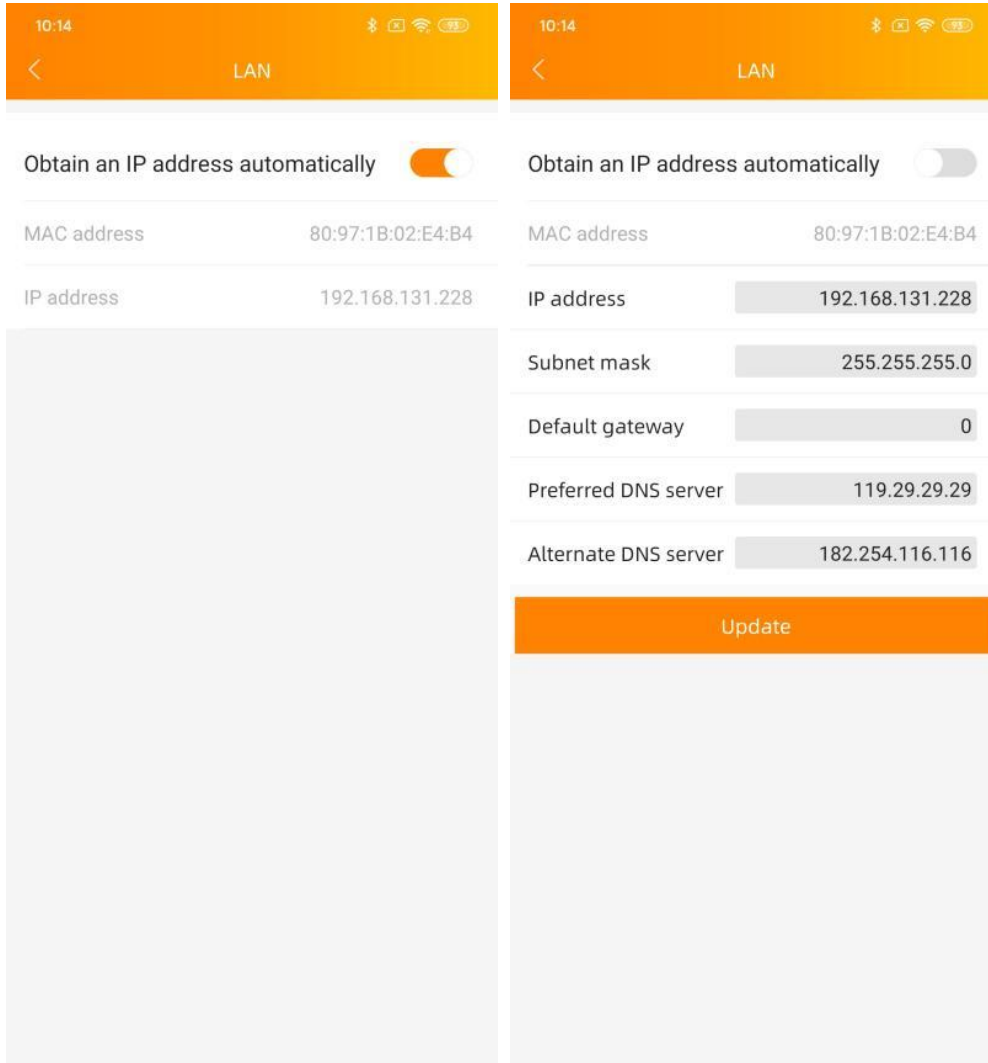 10:14
93
LAN
Obtain an IP address automatically
MAC address 80:97:1B:02:E4:B4
IP address 192.168.131.228
10:14
93
LAN
Obtain an IP address automatically
MAC address 80:97:1B:02:E4:B4
IP address 192.168.131.228
Subnet mask 255.255.255.0
Default gateway 0
Preferred DNS server 119.29.29.29
Alternate DNS server 182.254.116.116
Update